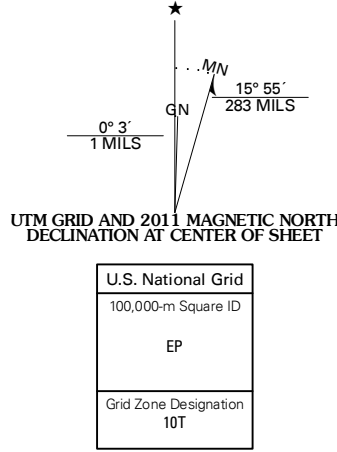 ★
MN
GN
15° 55´
283 MILS
0° 3´
1 MILS
UTM GRID AND 2011 MAGNETIC NORTH
DECLINATION AT CENTER OF SHEET
U.S. National Grid
100,000-m Square ID
EP
Grid Zone Designation
10T